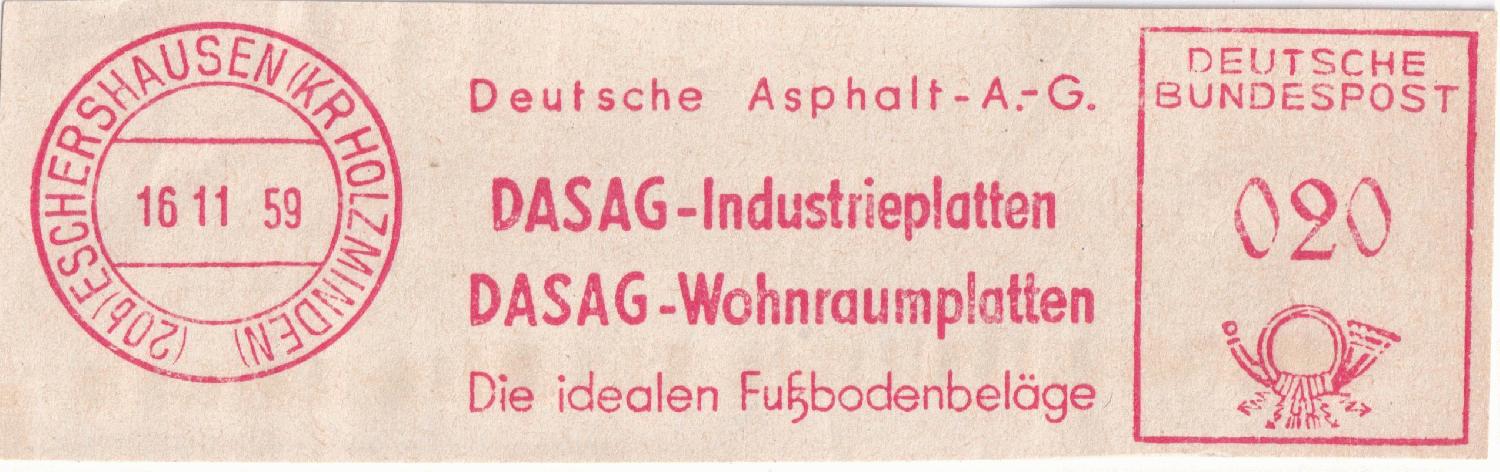 (20b) ESCHERSHAUSEN (KR HOLZMINDEN)
16 11 59
Deutsche Asphalt-A.-G.
DASAG-Industrieplatten
DASAG-Wohnraumplatten
Die idealen Fußbodenbeläge
DEUTSCHE
BUNDESPOST
020